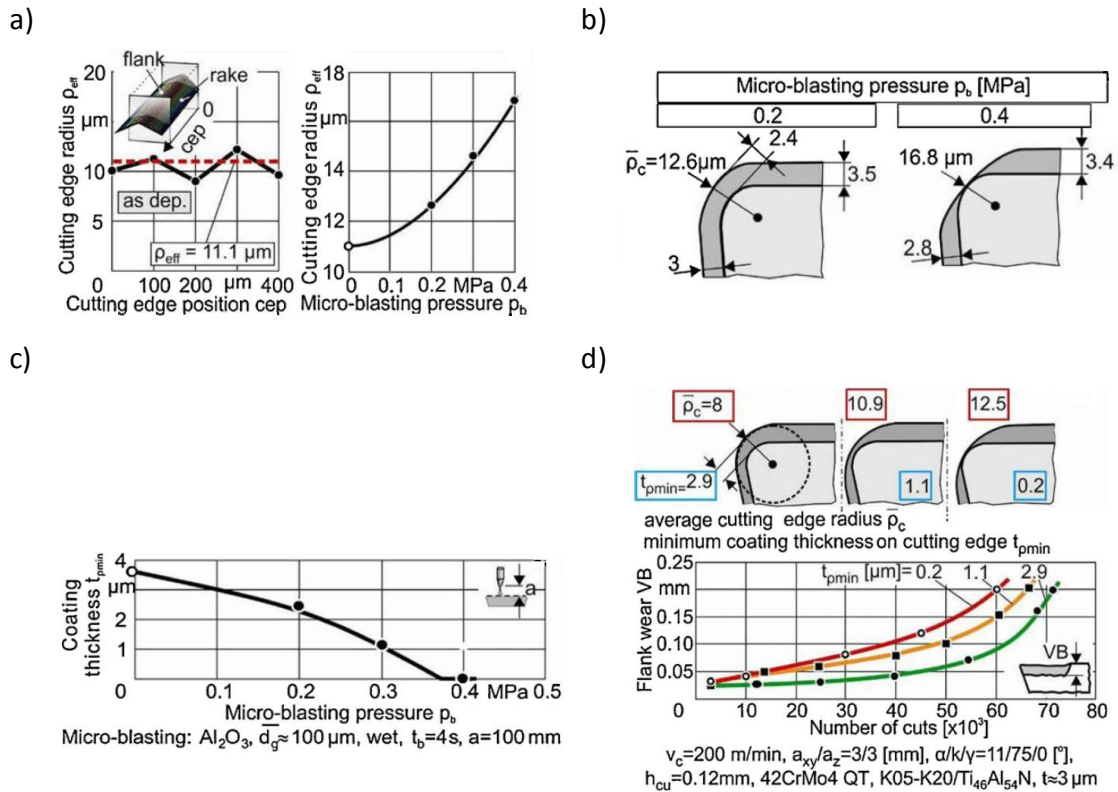 a)
flank
rake
0
cep
20
μm
10
5
0
Cutting edge radius ρeff
as dep.
ρeff = 11.1 μm
0 100 200 μm 400
Cutting edge position cep
18
μm
16
14
13
12
11
10
Cutting edge radius ρeff
0 0.1 0.2 MPa 0.4
Micro-blasting pressure pb
b)
Micro-blasting pressure pb [MPa]
0.2
0.4
2.4
ρ̅c=12.6μm
3.5
3
16.8 μm
3.4
2.8
c)
4
μm
2
1
Coating
thickness tρmin
a
0 0.1 0.2 0.3 0.4 MPa 0.5
Micro-blasting pressure pb
Micro-blasting: Al2O3, d̅g≈100 μm, wet, tb=4s, a=100 mm
d)
ρ̅c=8
10.9
12.5
tρmin=2.9
1.1
0.2
average cutting edge radius ρ̅c
minimum coating thickness on cutting edge tρmin
0.25
mm
0.15
0.10
0.05
Flank wear VB
tρmin [μm]= 0.2 1.1 2.9
VB
0 10 20 30 40 50 60 70 80
Number of cuts [x10³]
vc=200 m/min, axy/az=3/3 [mm], α/k/γ=11/75/0 [°],
hcu=0.12mm, 42CrMo4 QT, K05-K20/Ti46Al54N, t≈3 μm